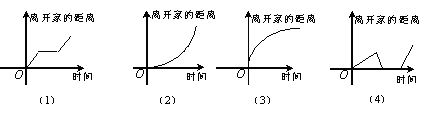 离开家的距离 离开家的距离 离开家的距离 离开家的距离
O 时间 O 时间 O 时间 O 时间
(1) (2) (3) (4)